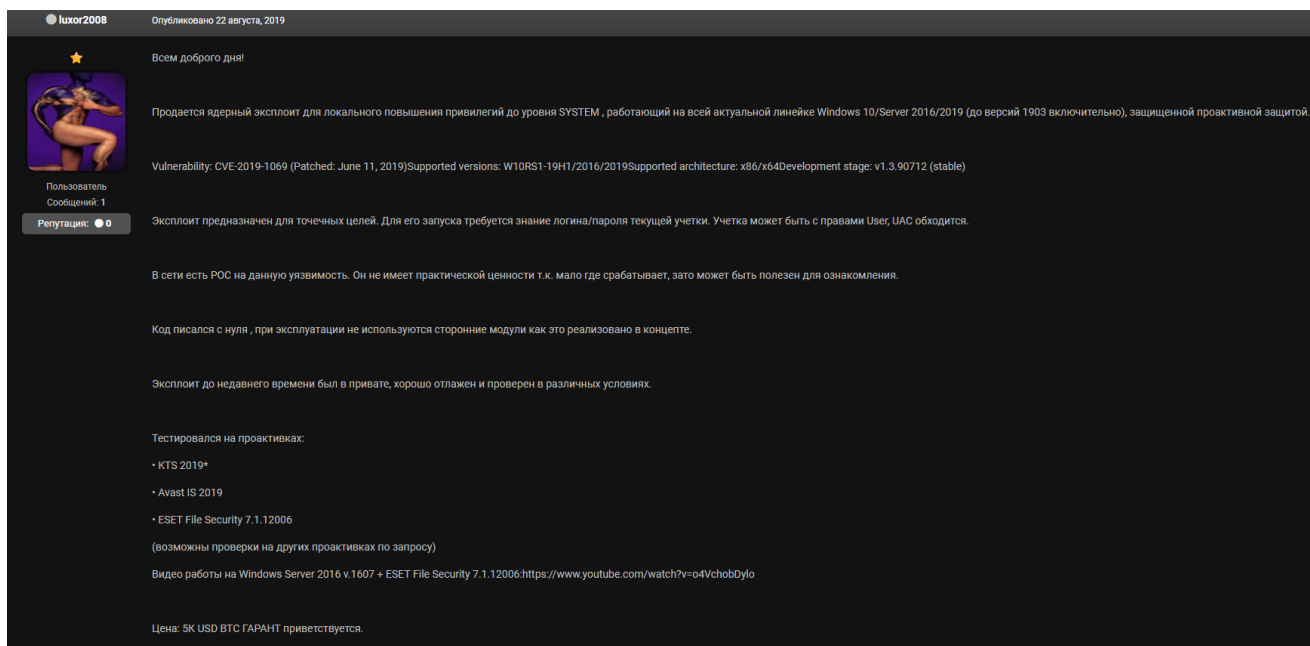 luxor2008
Опубликовано 22 августа, 2019
Всем доброго дня!
Продается ядерный эксплоит для локального повышения привилегий до уровня SYSTEM , работающий на всей актуальной линейке Windows 10/Server 2016/2019 (до версий 1903 включительно), защищенной проактивной защитой.
Vulnerability: CVE-2019-1069 (Patched: June 11, 2019)Supported versions: W10RS1-19H1/2016/2019Supported architecture: x86/x64Development stage: v1.3.90712 (stable)
Пользователь
Сообщений: 1
Репутация: 0
Эксплоит предназначен для точечных целей. Для его запуска требуется знание логина/пароля текущей учетки. Учетка может быть с правами User, UAC обходится.
В сети есть POC на данную уязвимость. Он не имеет практической ценности т.к. мало где срабатывает, зато может быть полезен для ознакомления.
Код писался с нуля , при эксплуатации не используются сторонние модули как это реализовано в концепте.
Эксплоит до недавнего времени был в привате, хорошо отлажен и проверен в различных условиях.
Тестировался на проактивках:
• KTS 2019*
• Avast IS 2019
• ESET File Security 7.1.12006
(возможны проверки на других проактивках по запросу)
Видео работы на Windows Server 2016 v.1607 + ESET File Security 7.1.12006:https://www.youtube.com/watch?v=o4VchobDylo
Цена: 5K USD BTC ГАРАНТ приветствуется.